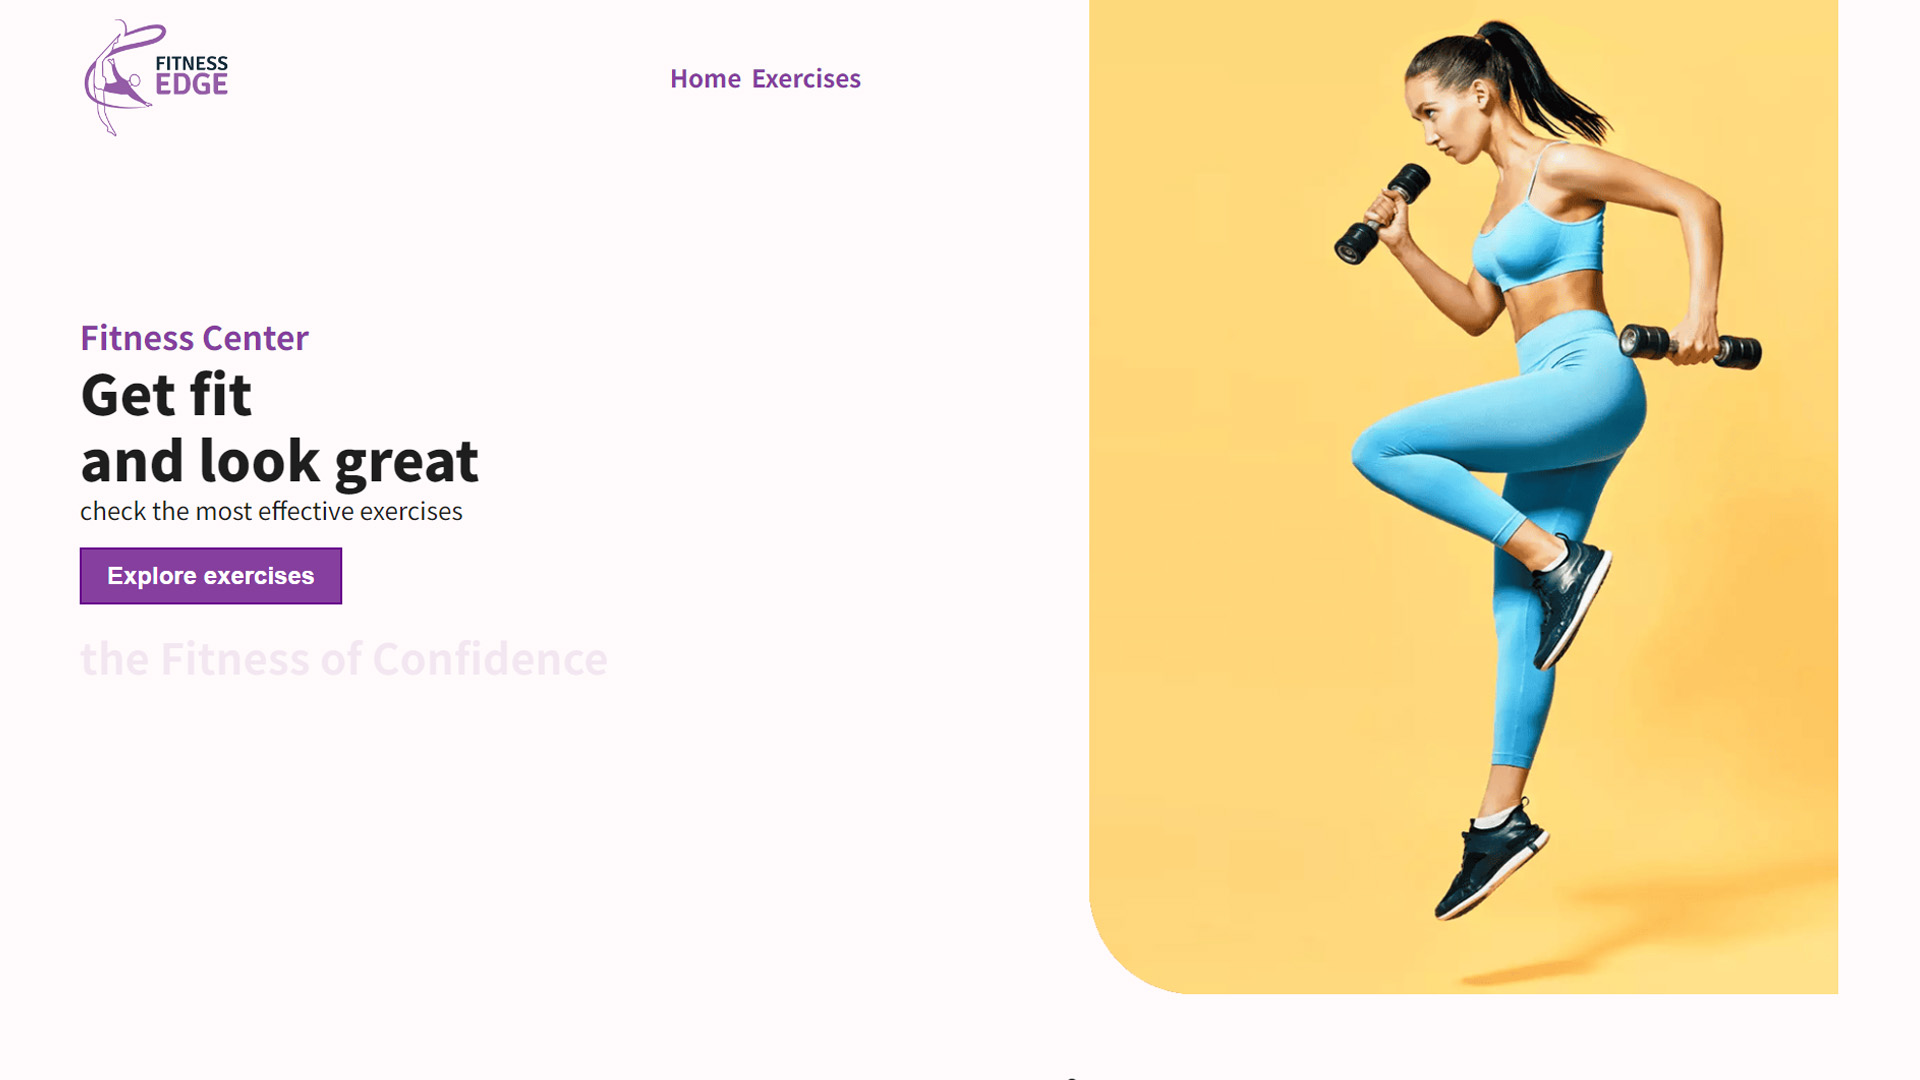 FITNESS
EDGE
Home Exercises
Fitness Center
Get fit
and look great
check the most effective exercises
Explore exercises
the Fitness of Confidence